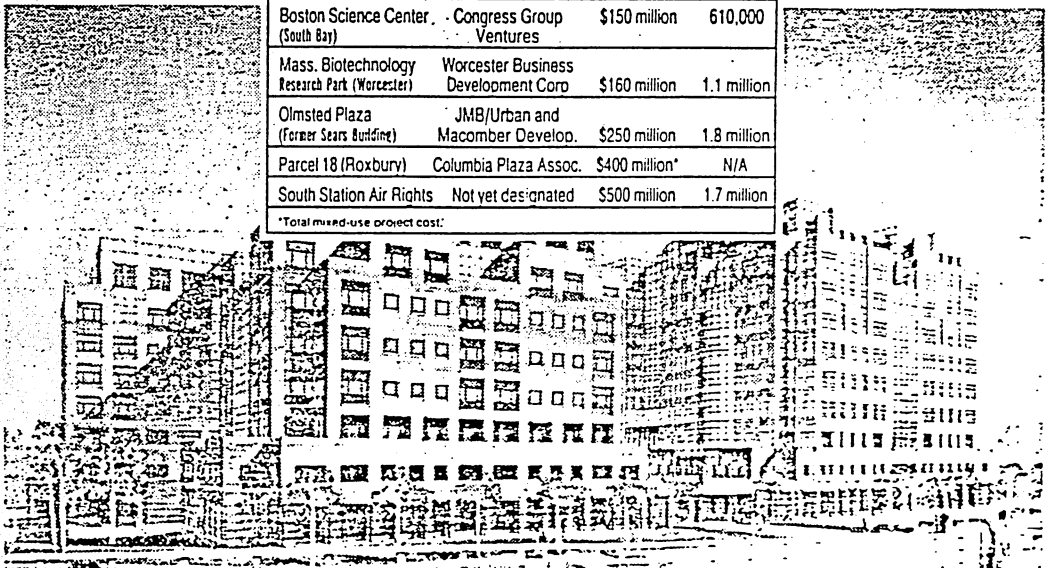 Boston Science Center Congress Group $150 million 610,000
(South Bay) Ventures
Mass. Biotechnology Worcester Business
Research Park (Worcester) Development Corp $160 million 1.1 million
Olmsted Plaza JMB/Urban and
(Former Sears Building) Macomber Develop. $250 million 1.8 million
Parcel 18 (Roxbury) Columbia Plaza Assoc. $400 million* N/A
South Station Air Rights Not yet designated $500 million 1.7 million
*Total mixed-use project cost.